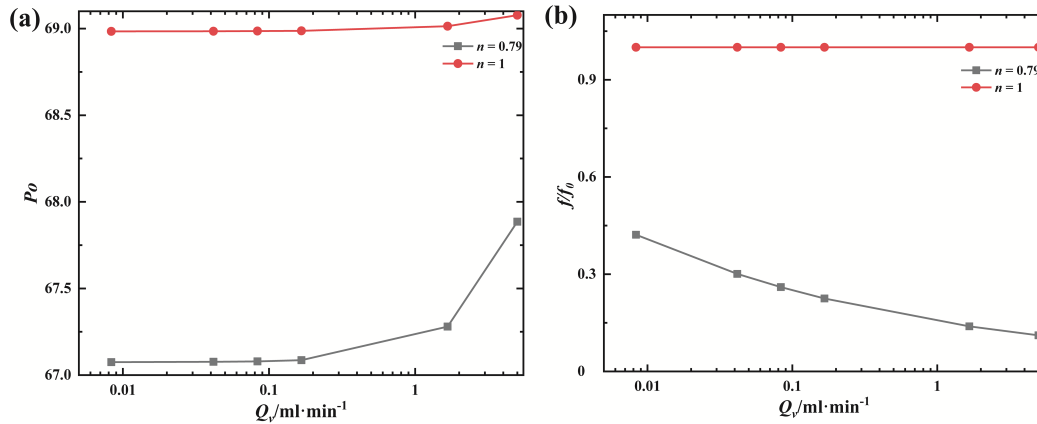 (a)
69.0
68.5
68.0
67.5
67.0
Po
n = 0.79
n = 1
0.01 0.1 1
Qv/ml·min-1
(b)
0.9
0.6
0.3
0
f/f0
n = 0.79
n = 1
0.01 0.1 1
Qv/ml·min-1